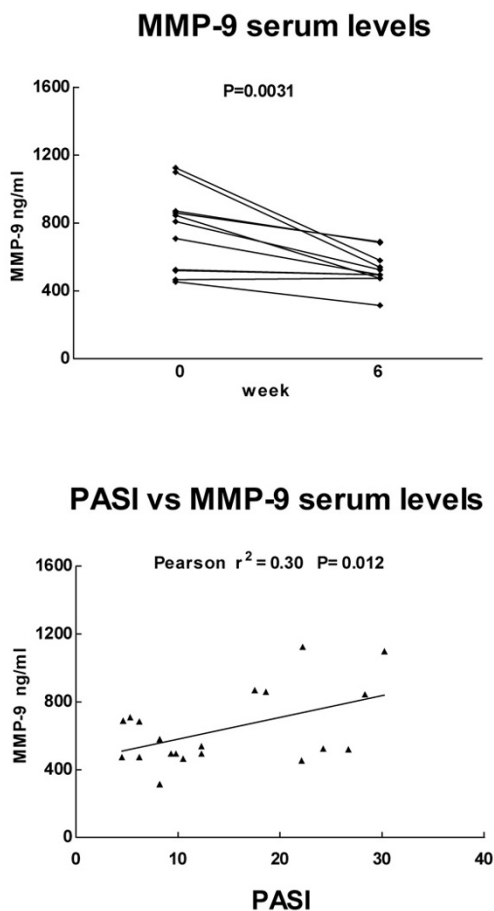 MMP-9 serum levels
P=0.0031
1600
1200
800
400
0
MMP-9 ng/ml
0 6
week
PASI vs MMP-9 serum levels
Pearson r² = 0.30 P= 0.012
1600
1200
800
400
0
MMP-9 ng/ml
0 10 20 30 40
PASI